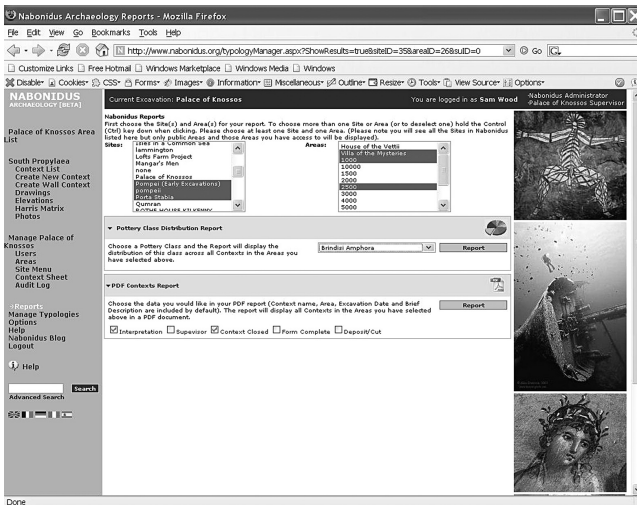 Nabonidus Archaeology Reports - Mozilla Firefox
File Edit View Go Bookmarks Tools Help
http://www.nabonidus.org/typologyManager.aspx?ShowResults=true&siteID=35&areaID=26&suID=0
Go
Customize Links Free Hotmail Windows Marketplace Windows Media Windows
Disable Cookies CSS Forms Images Information Miscellaneous Outline Resize Tools View Source Options
NABONIDUS
ARCHAEOLOGY [BETA]
Current Excavation: Palace of Knossos
You are logged in as Sam Wood
Nabonidus Administrator
Palace of Knossos Supervisor
Palace of Knossos Area
List
South Propylaea
Context List
Create New Context
Create Wall Context
Drawings
Elevations
Harris Matrix
Photos
Manage Palace of
Knossos
Users
Areas
Site Menu
Context Sheet
Audit Log
Reports
Manage Typologies
Options
Help
Nabonidus Blog
Logout
Help
Search
Advanced Search
Nabonidus Reports
First choose the Site(s) and Area(s) for your report. To choose more than one Site or Area (or to deselect one) hold the Control
(Ctrl) key down when clicking. Please choose at least one Site and one Area. (Please note you will see all the Sites in Nabonidus
listed here but only public Areas and those Areas you have access to will be displayed).
Sites:
Isles in a Common Sea
lammington
Lofts Farm Project
Mangar's Men
none
Palace of Knossos
Pompei (Early Excavations)
pompeii
Porta Stabia
Qumran
ROTHE HOUSE KILKENNY
Areas:
House of the Vettii
Villa of the Mysteries
1000
10000
1500
2000
2500
3000
4000
5000
Pottery Class Distribution Report
Choose a Pottery Class and the Report will display the
distribution of this class across all Contexts in the Areas you
have selected above.
Brindisi Amphora
Report
PDF Contexts Report
Choose the data you would like in your PDF report (Context name, Area, Excavation Date and Brief
Description are included by default). The report will display all Contexts in the Areas you have selected
above in a PDF document.
Report
Interpretation Supevisor Context Closed Form Complete Deposit/Cut
Done